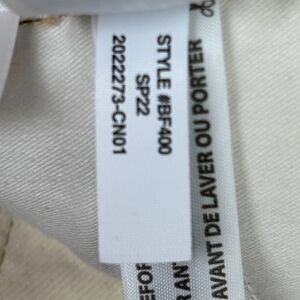 STYLE #BF400
SP22
2022273-CN01
AVANT DE LAVER OU PORTER